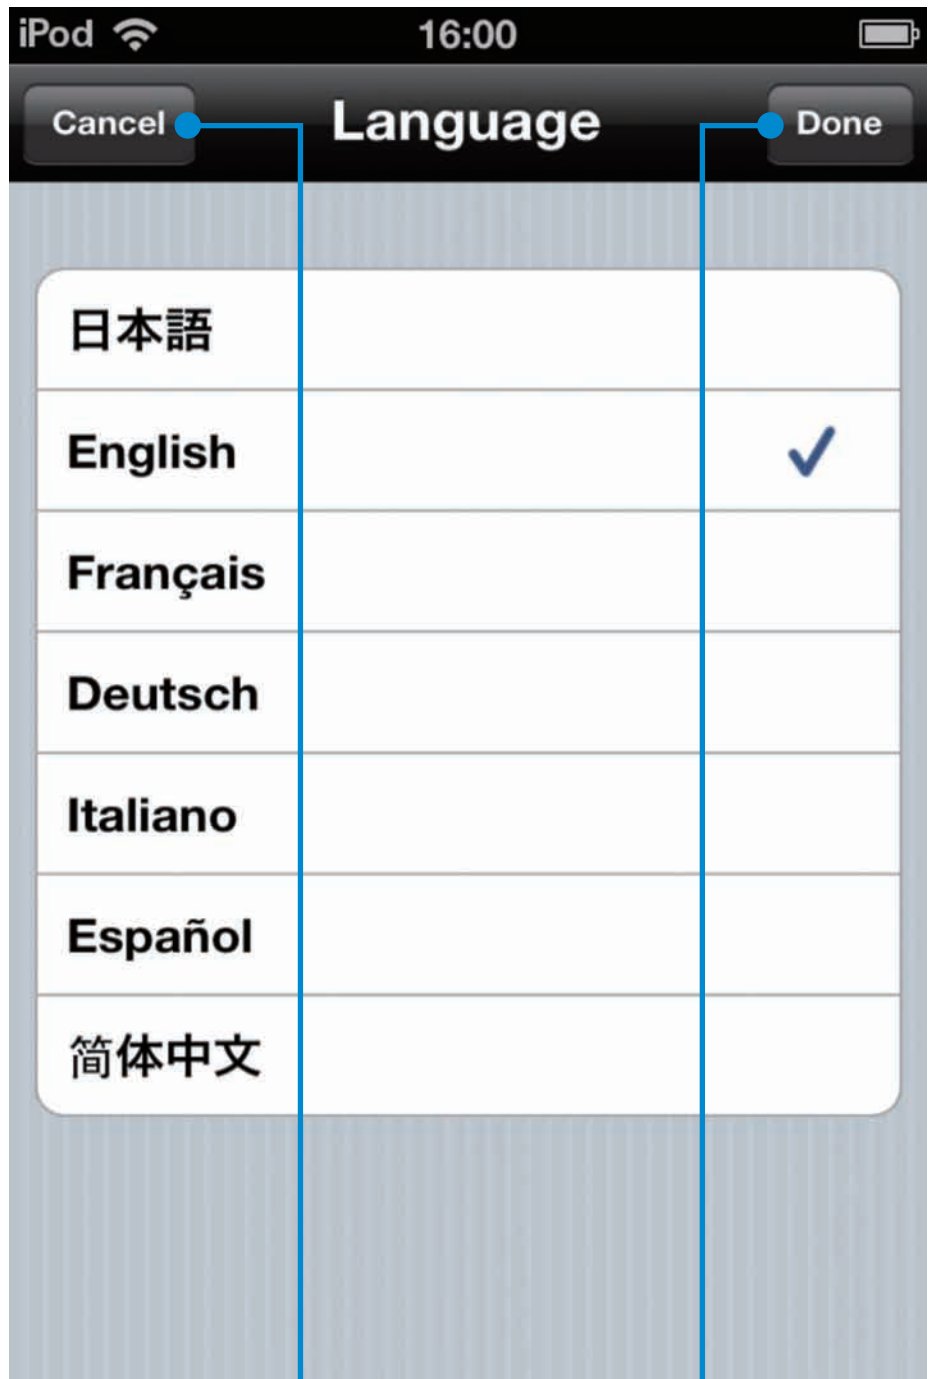 iPod 16:00
Cancel Language Done
日本語
English
Français
Deutsch
Italiano
Español
简体中文